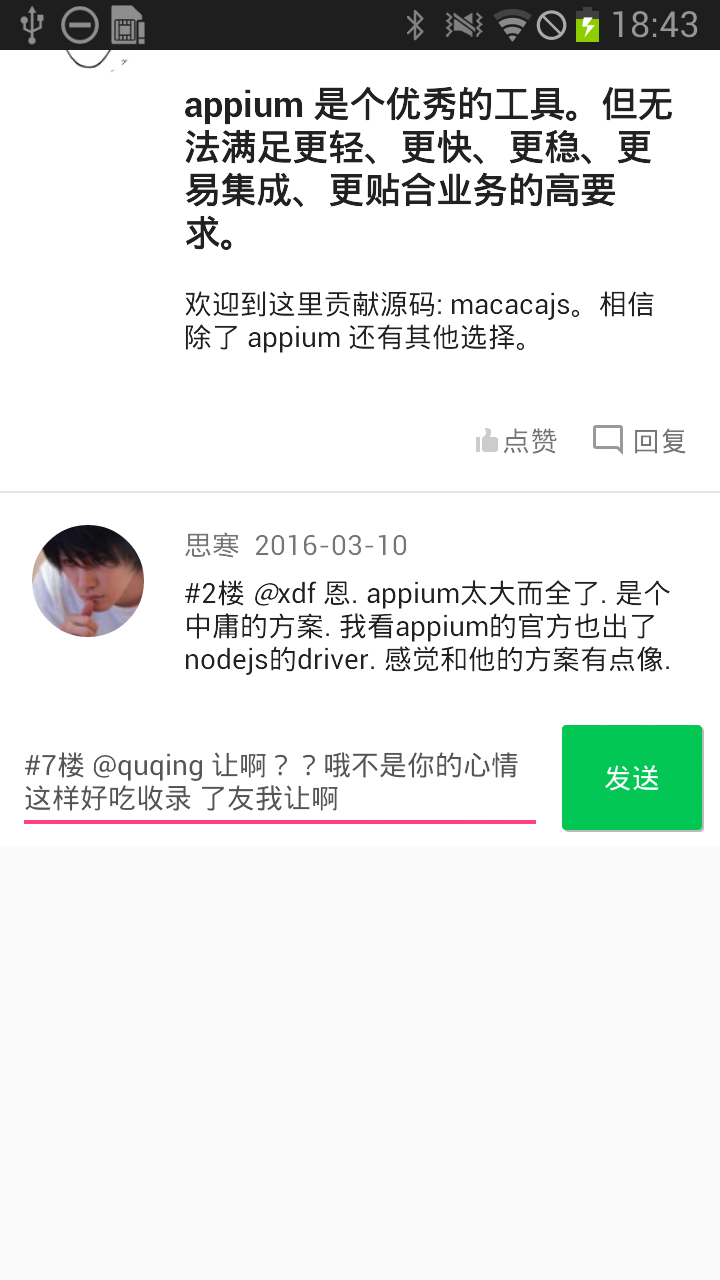 18:43
appium 是个优秀的工具。但无
法满足更轻、更快、更稳、更
易集成、更贴合业务的高要
求。
欢迎到这里贡献源码: macacajs。相信
除了 appium 还有其他选择。
点赞 回复
思寒 2016-03-10
#2楼 @xdf 恩. appium太大而全了. 是个
中庸的方案. 我看appium的官方也出了
nodejs的driver. 感觉和他的方案有点像.
#7楼 @quqing 让啊？？哦不是你的心情
这样好吃收录 了友我让啊
发送